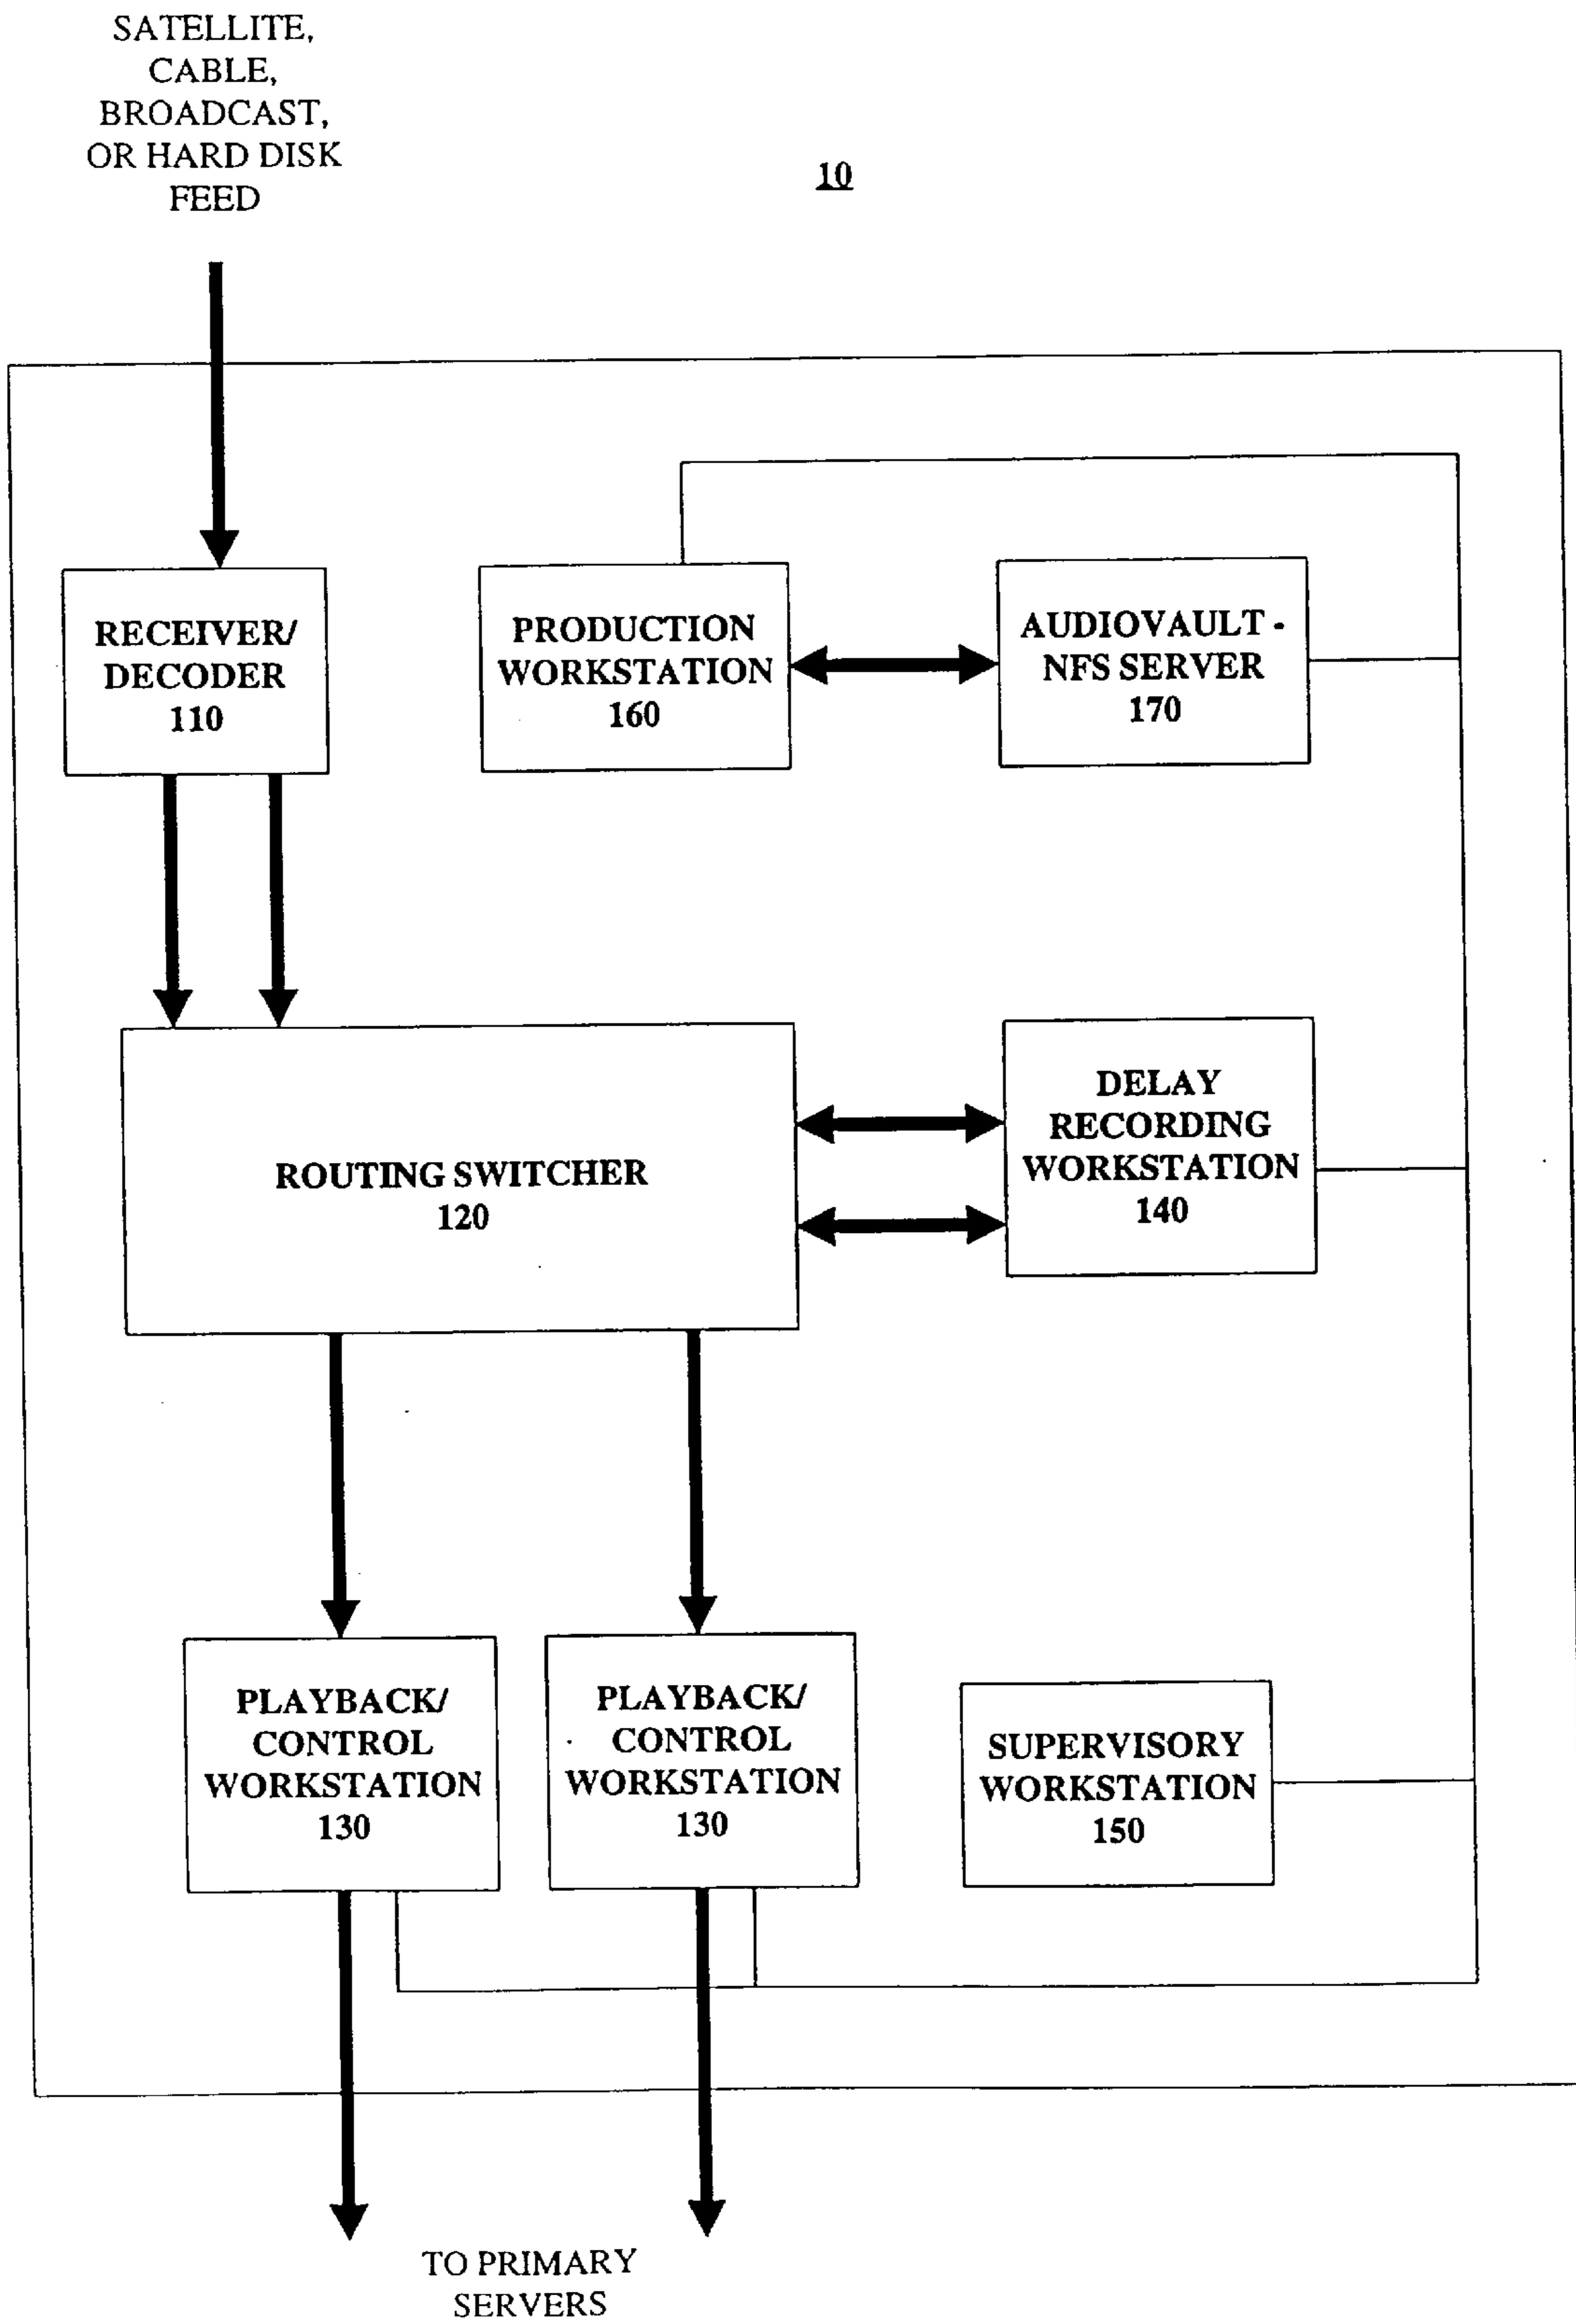 SATELLITE,
CABLE,
BROADCAST,
OR HARD DISK
FEED
10
RECEIVER/
DECODER
110
PRODUCTION
WORKSTATION
160
AUDIOVAULT -
NFS SERVER
170
ROUTING SWITCHER
120
DELAY
RECORDING
WORKSTATION
140
PLAYBACK/
CONTROL
WORKSTATION
130
PLAYBACK/
CONTROL
WORKSTATION
130
SUPERVISORY
WORKSTATION
150
TO PRIMARY
SERVERS